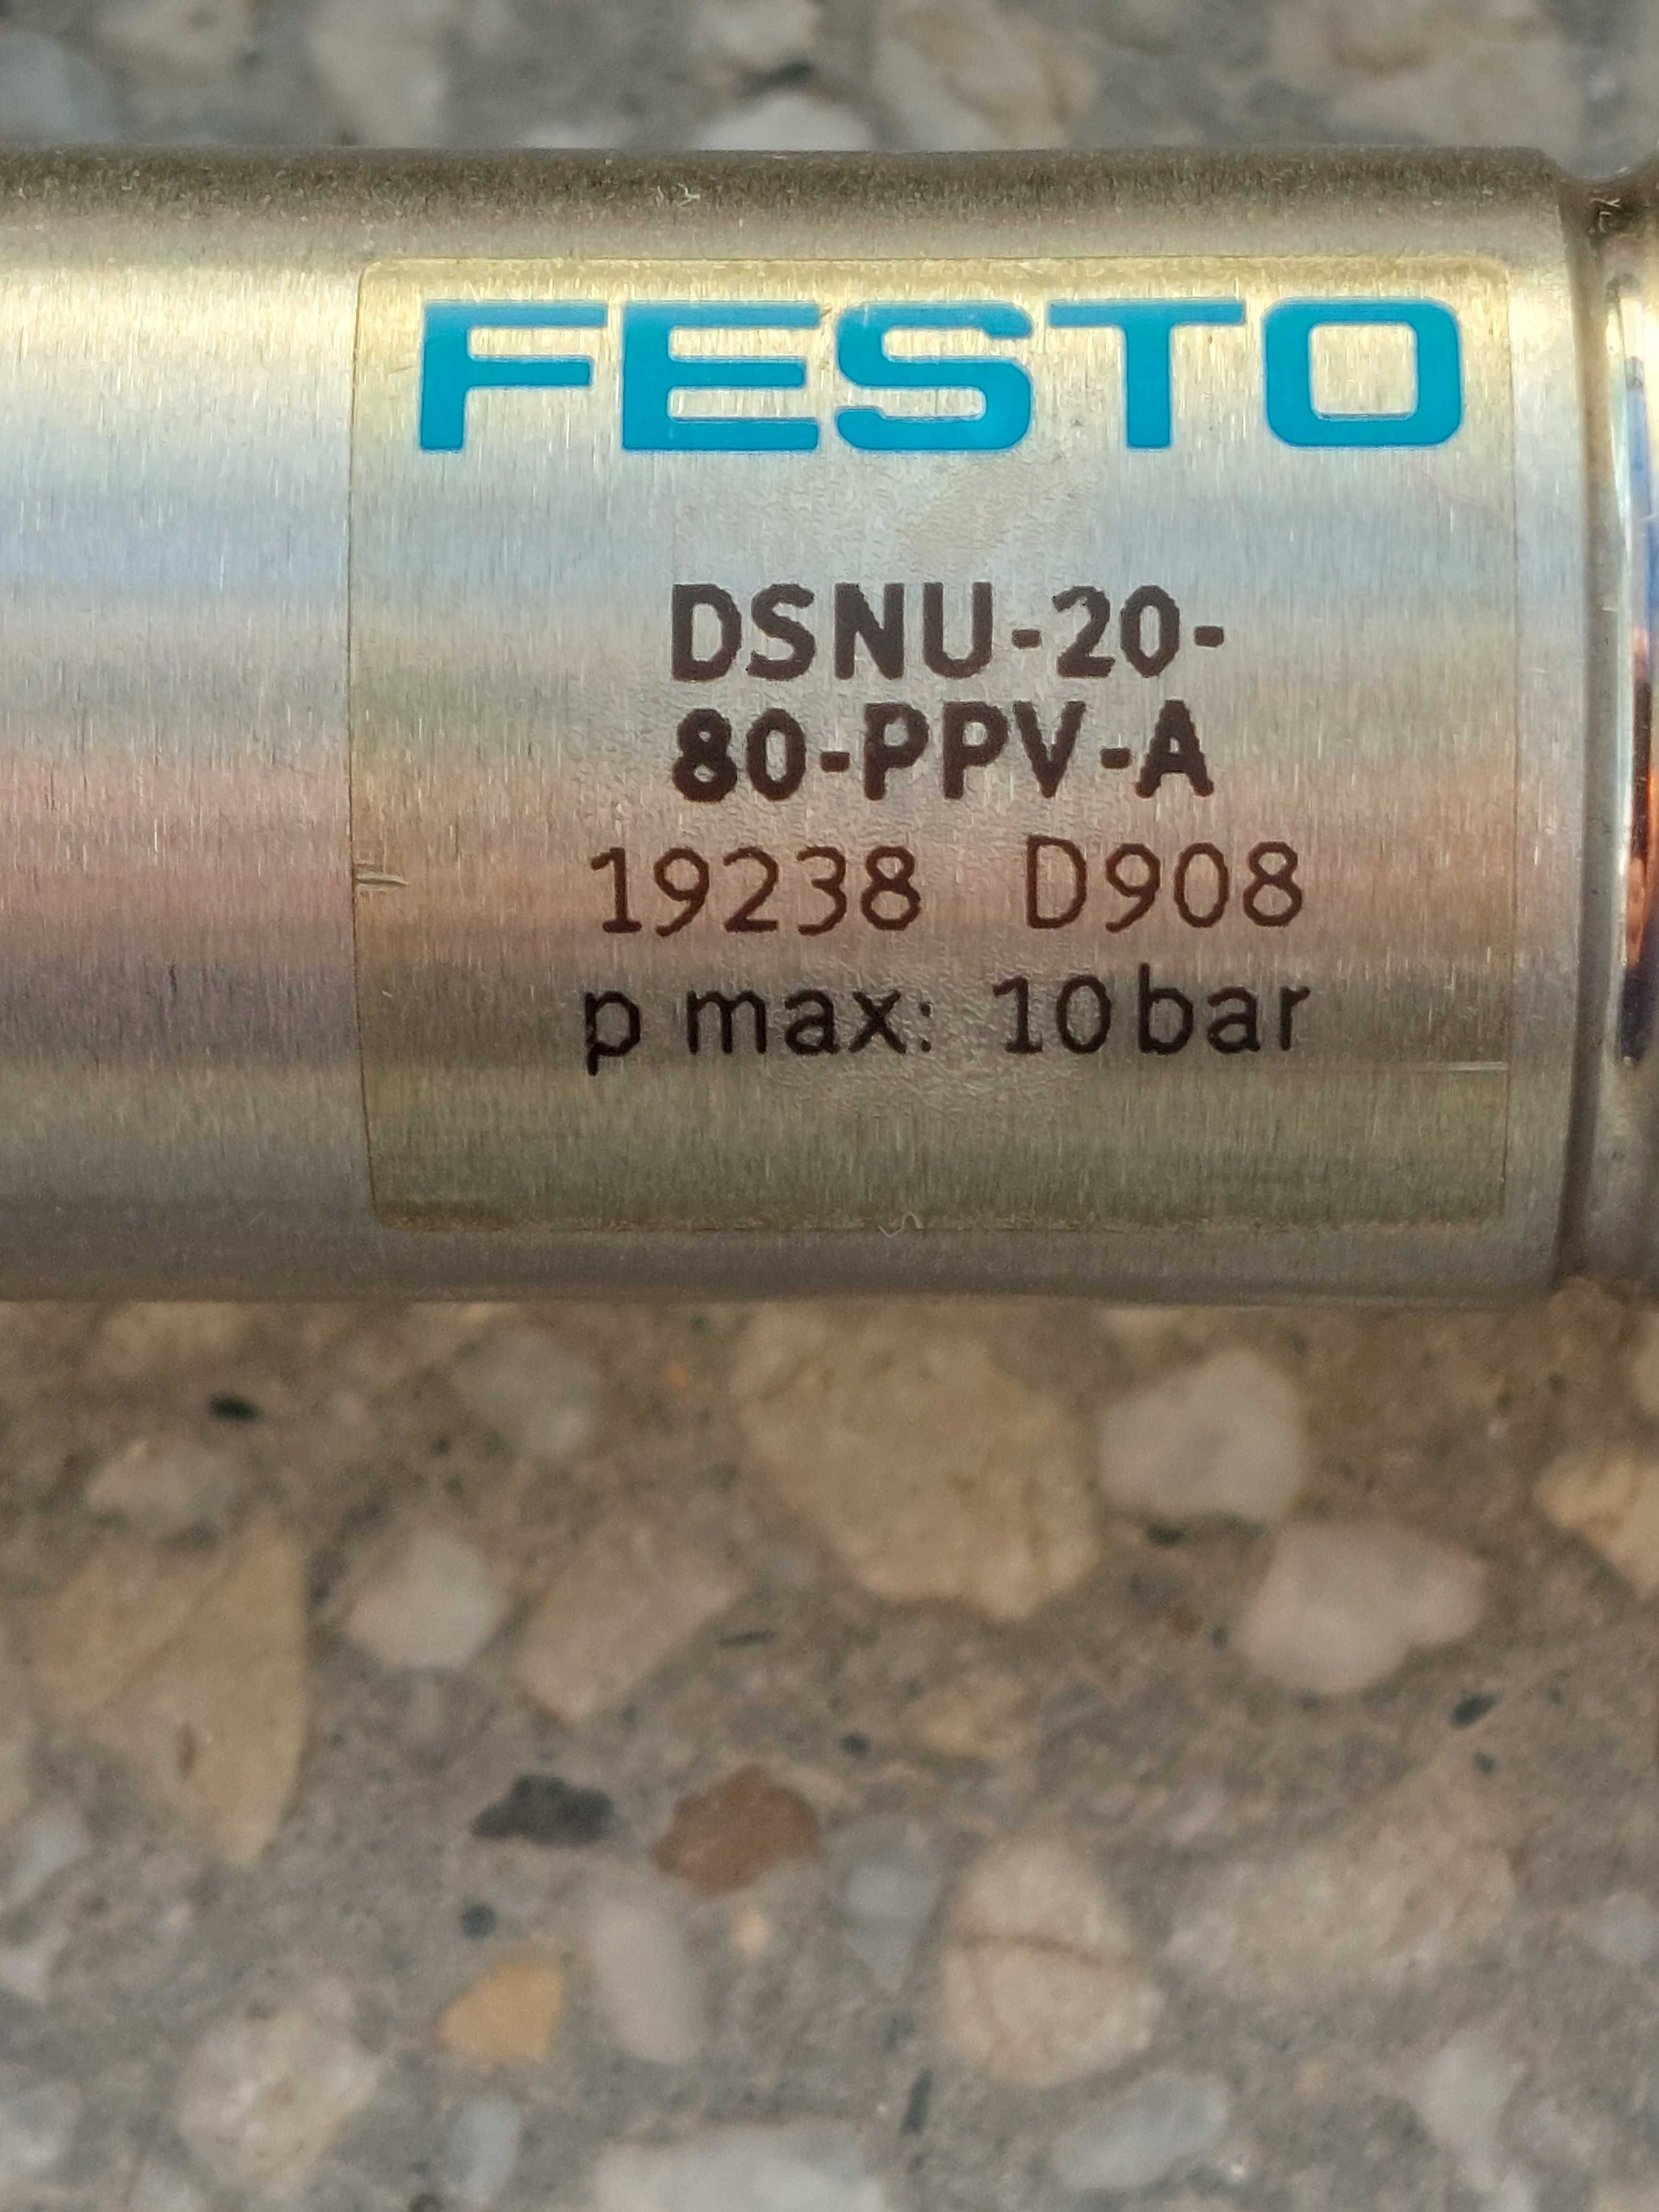 FESTO
DSNU-20-
80-PPV-A
19238 D908
p max: 10 bar